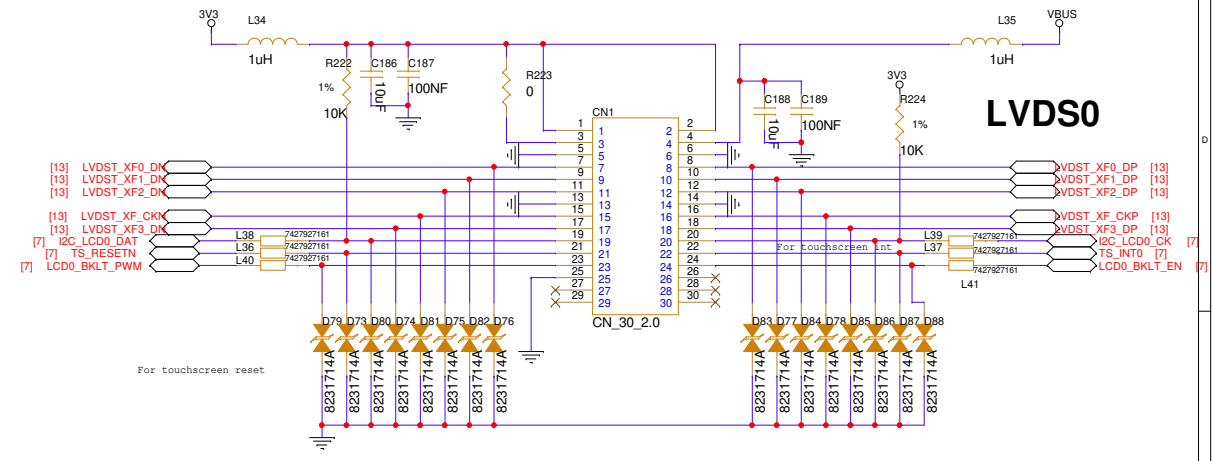 3V3 L34 L35 VBUS
1uH 1uH
R222 C186 C187 R223 3V3
1% 10uF 100NF 0 C188 C189 R224
10K 10uF 100NF 1%
10K
LVDS0
D
CN1
1 1 2 2
3 3 4 4
5 5 6 6
[13] LVDST_XF0_DN 7 7 8 8 LVDST_XF0_DP [13]
[13] LVDST_XF1_DN 9 9 10 10 LVDST_XF1_DP [13]
[13] LVDST_XF2_DN 11 11 12 12 LVDST_XF2_DP [13]
13 13 14 14
[13] LVDST_XF_CKN 15 15 16 16 LVDST_XF_CKP [13]
[13] LVDST_XF3_DN 17 17 18 18 LVDST_XF3_DP [13]
[7] I2C_LCD0_DAT L38 7427927161 19 19 20 20 L39 7427927161 I2C_LCD0_CK [7]
For touchscreen int
[7] TS_RESETN L36 7427927161 21 21 22 22 L37 7427927161 TS_INT0 [7]
[7] LCD0_BKLT_PWM L40 7427927161 23 23 24 24 7427927161 LCD0_BKLT_EN [7]
L41
25 25 26 26
27 27 28 28
29 29 30 30
CN_30_2.0
D79 D73 D80 D74 D81 D75 D82 D76 D83 D77 D84 D78 D85 D86 D87 D88
8231714A 8231714A 8231714A 8231714A 8231714A 8231714A 8231714A 8231714A 8231714A 8231714A 8231714A 8231714A 8231714A 8231714A 8231714A 8231714A
For touchscreen reset